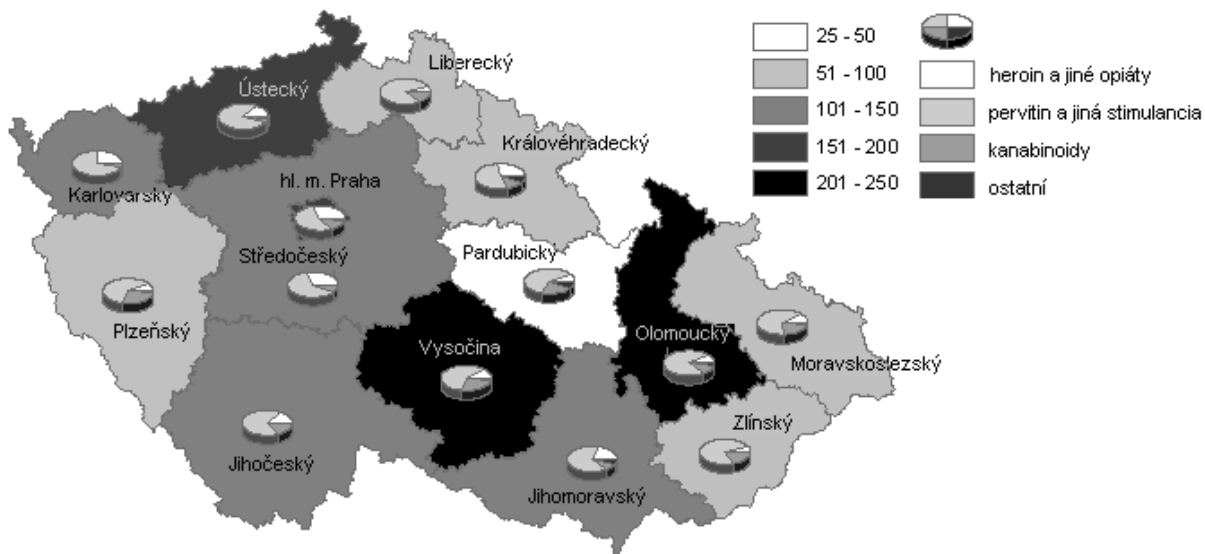 Liberecký
Ústecký
Královéhradecký
Karlovarský
hl. m. Praha
Středočeský
Pardubický
Plzeňský
Vysočina
Olomoucký
Moravskoslezský
Zlínský
Jihočeský
Jihomoravský
25 - 50
51 - 100
101 - 150
151 - 200
201 - 250
heroin a jiné opiáty
pervitin a jiná stimulancia
kanabinoidy
ostatní